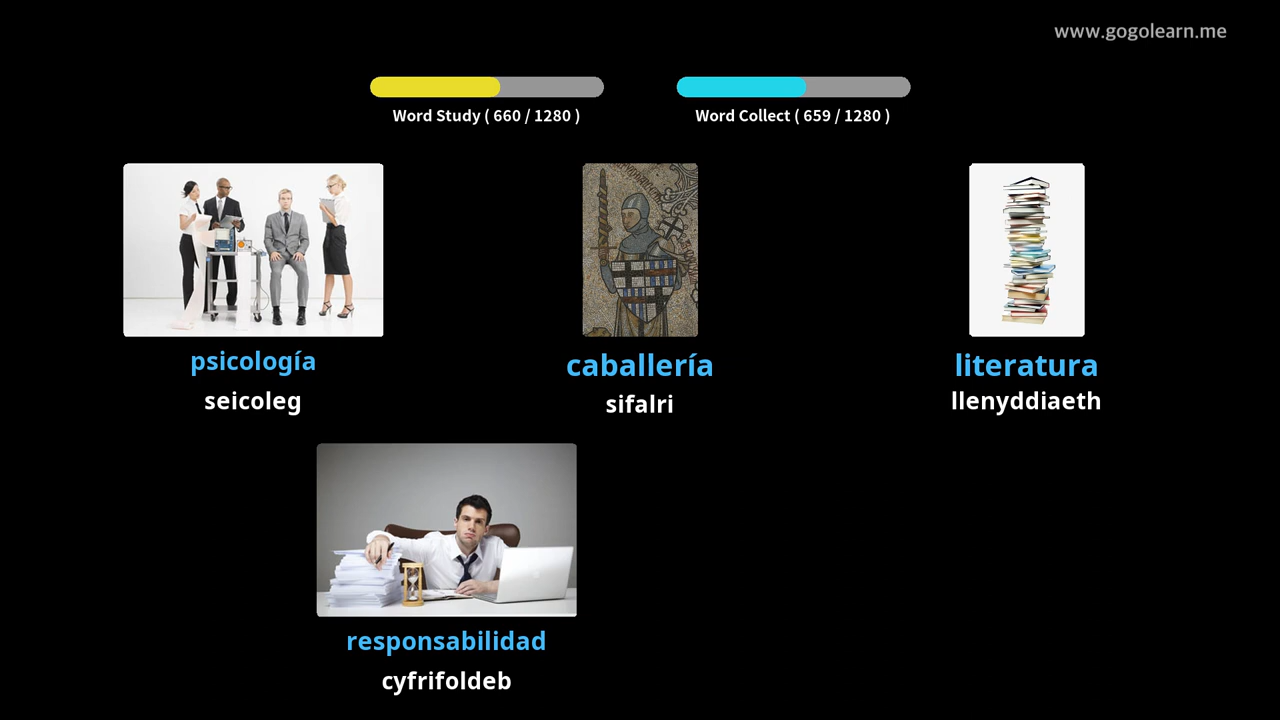 www.gogolearn.me
Word Study ( 660 / 1280 )
Word Collect ( 659 / 1280 )
psicología
caballería
literatura
seicoleg
sifalri
llenyddiaeth
responsabilidad
cyfrifoldeb